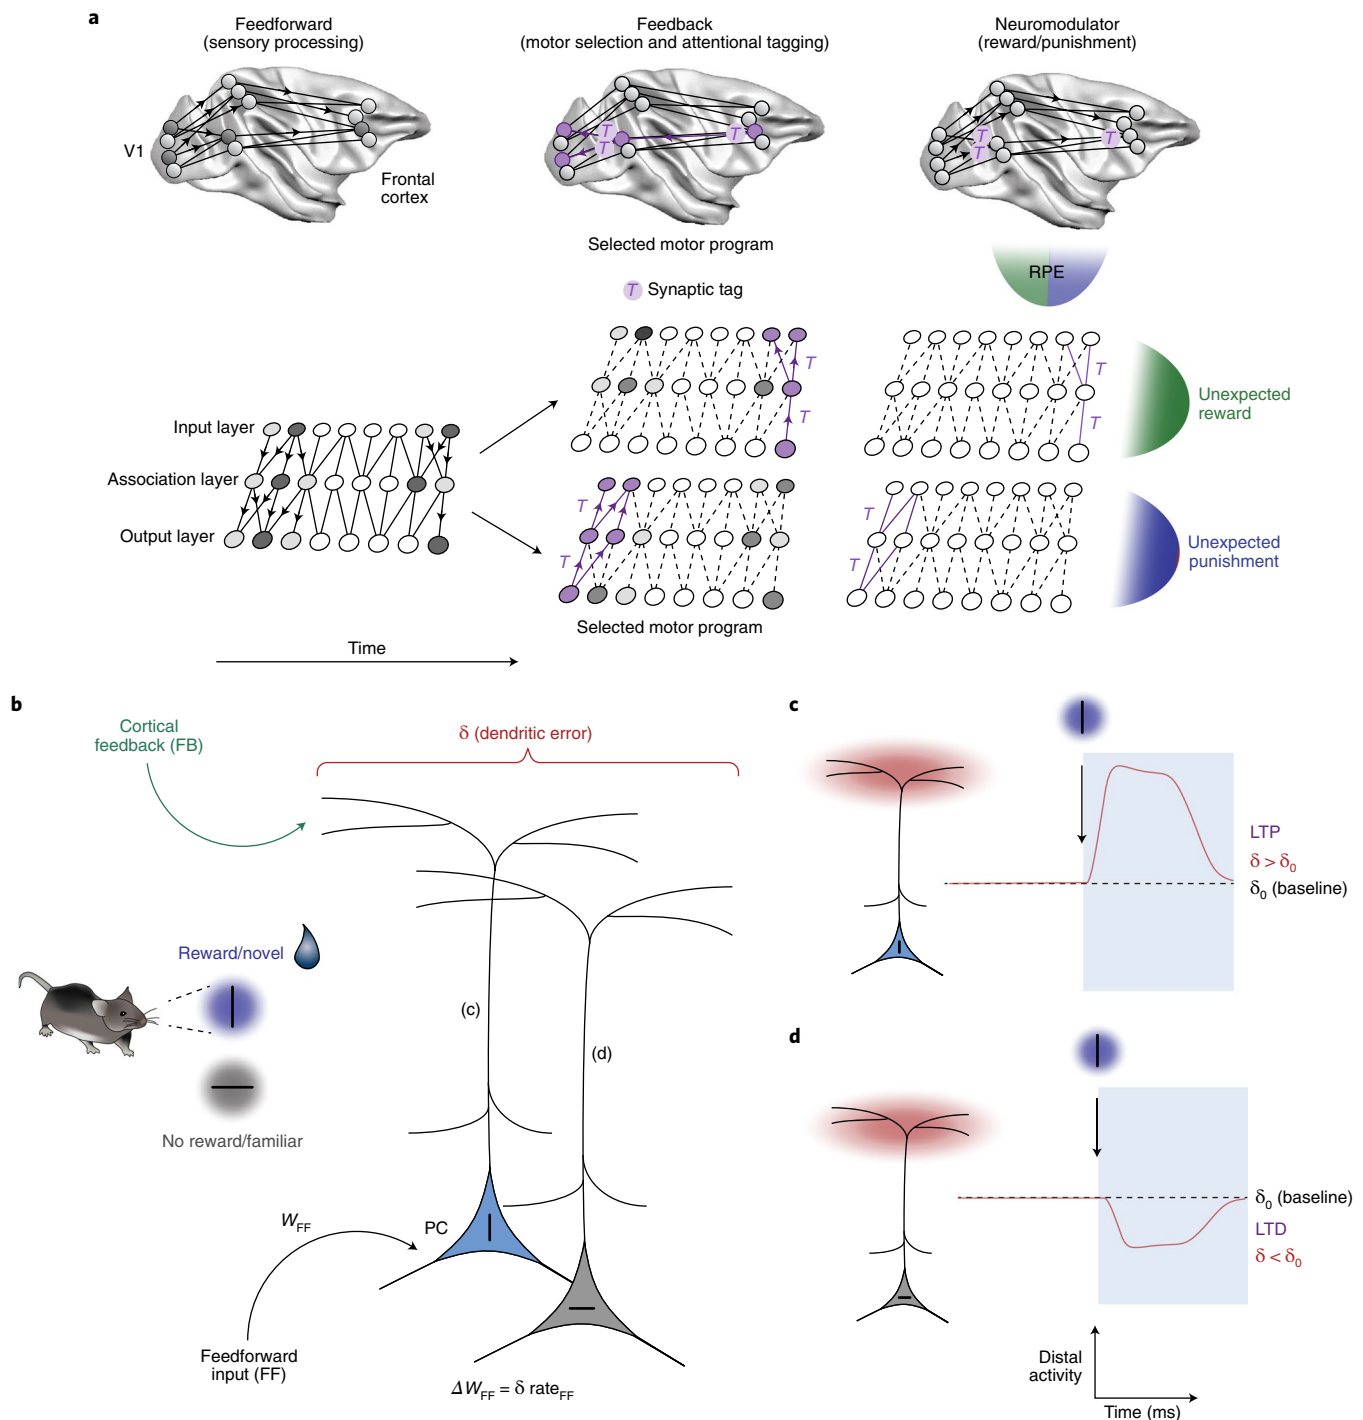 a
Feedforward
(sensory processing)
Feedback
(motor selection and attentional tagging)
Neuromodulator
(reward/punishment)
V1
Frontal
cortex
T
T
T
T
T
T
Selected motor program
RPE
T Synaptic tag
Input layer
Association layer
Output layer
T
T
T
T
Unexpected
reward
T
T
T
T
Unexpected
punishment
Selected motor program
Time
b
Cortical
feedback (FB)
δ (dendritic error)
Reward/novel
(c)
(d)
No reward/familiar
W_FF
PC
Feedforward
input (FF)
ΔW_FF = δ rate_FF
c
LTP
δ > δ₀
δ₀ (baseline)
d
δ₀ (baseline)
LTD
δ < δ₀
Distal
activity
Time (ms)